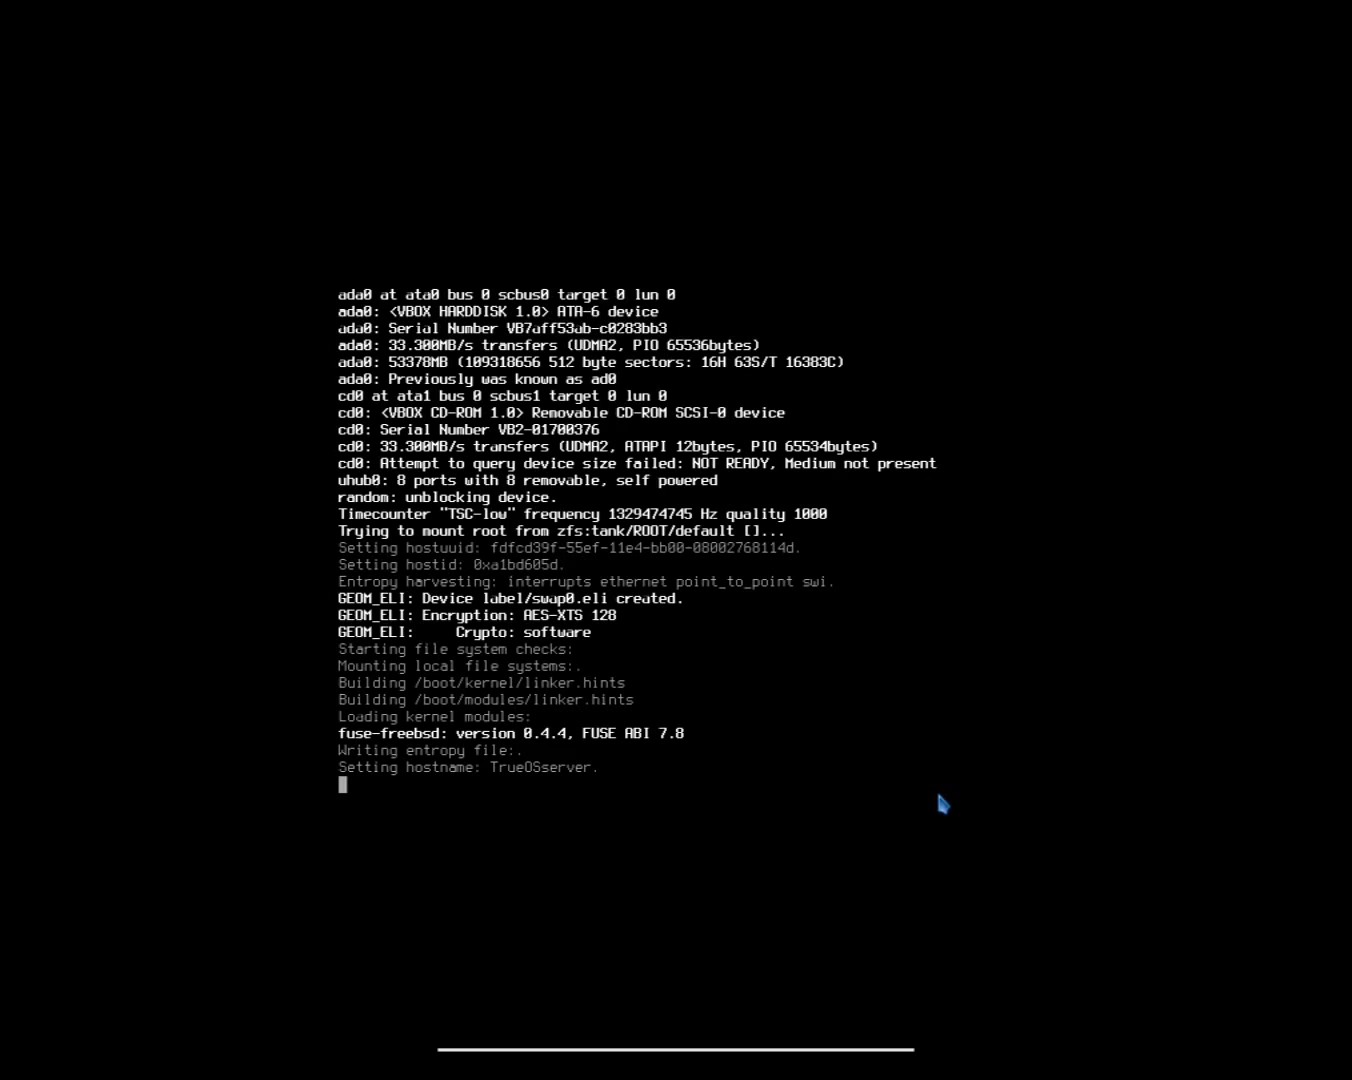 ada0 at ata0 bus 0 scbus0 target 0 lun 0
ada0: <VBOX HARDDISK 1.0> ATA-6 device
ada0: Serial Number VB7aff53ab-c0283bb3
ada0: 33.300MB/s transfers (UDMA2, PIO 65536bytes)
ada0: 53378MB (109318656 512 byte sectors: 16H 63S/T 16383C)
ada0: Previously was known as ad0
cd0 at ata1 bus 0 scbus1 target 0 lun 0
cd0: <VBOX CD-ROM 1.0> Removable CD-ROM SCSI-0 device
cd0: Serial Number VB2-01700376
cd0: 33.300MB/s transfers (UDMA2, ATAPI 12bytes, PIO 65534bytes)
cd0: Attempt to query device size failed: NOT READY, Medium not present
uhub0: 8 ports with 8 removable, self powered
random: unblocking device.
Timecounter "TSC-low" frequency 1329474745 Hz quality 1000
Trying to mount root from zfs:tank/ROOT/default []...
Setting hostuuid: fdfcd39f-55ef-11e4-bb00-08002768114d.
Setting hostid: 0xa1bd605d.
Entropy harvesting: interrupts ethernet point_to_point swi.
GEOM_ELI: Device label/swap0.eli created.
GEOM_ELI: Encryption: AES-XTS 128
GEOM_ELI:     Crypto: software
Starting file system checks:
Mounting local file systems:.
Building /boot/kernel/linker.hints
Building /boot/modules/linker.hints
Loading kernel modules:
fuse-freebsd: version 0.4.4, FUSE ABI 7.8
Writing entropy file:.
Setting hostname: TrueOSserver.